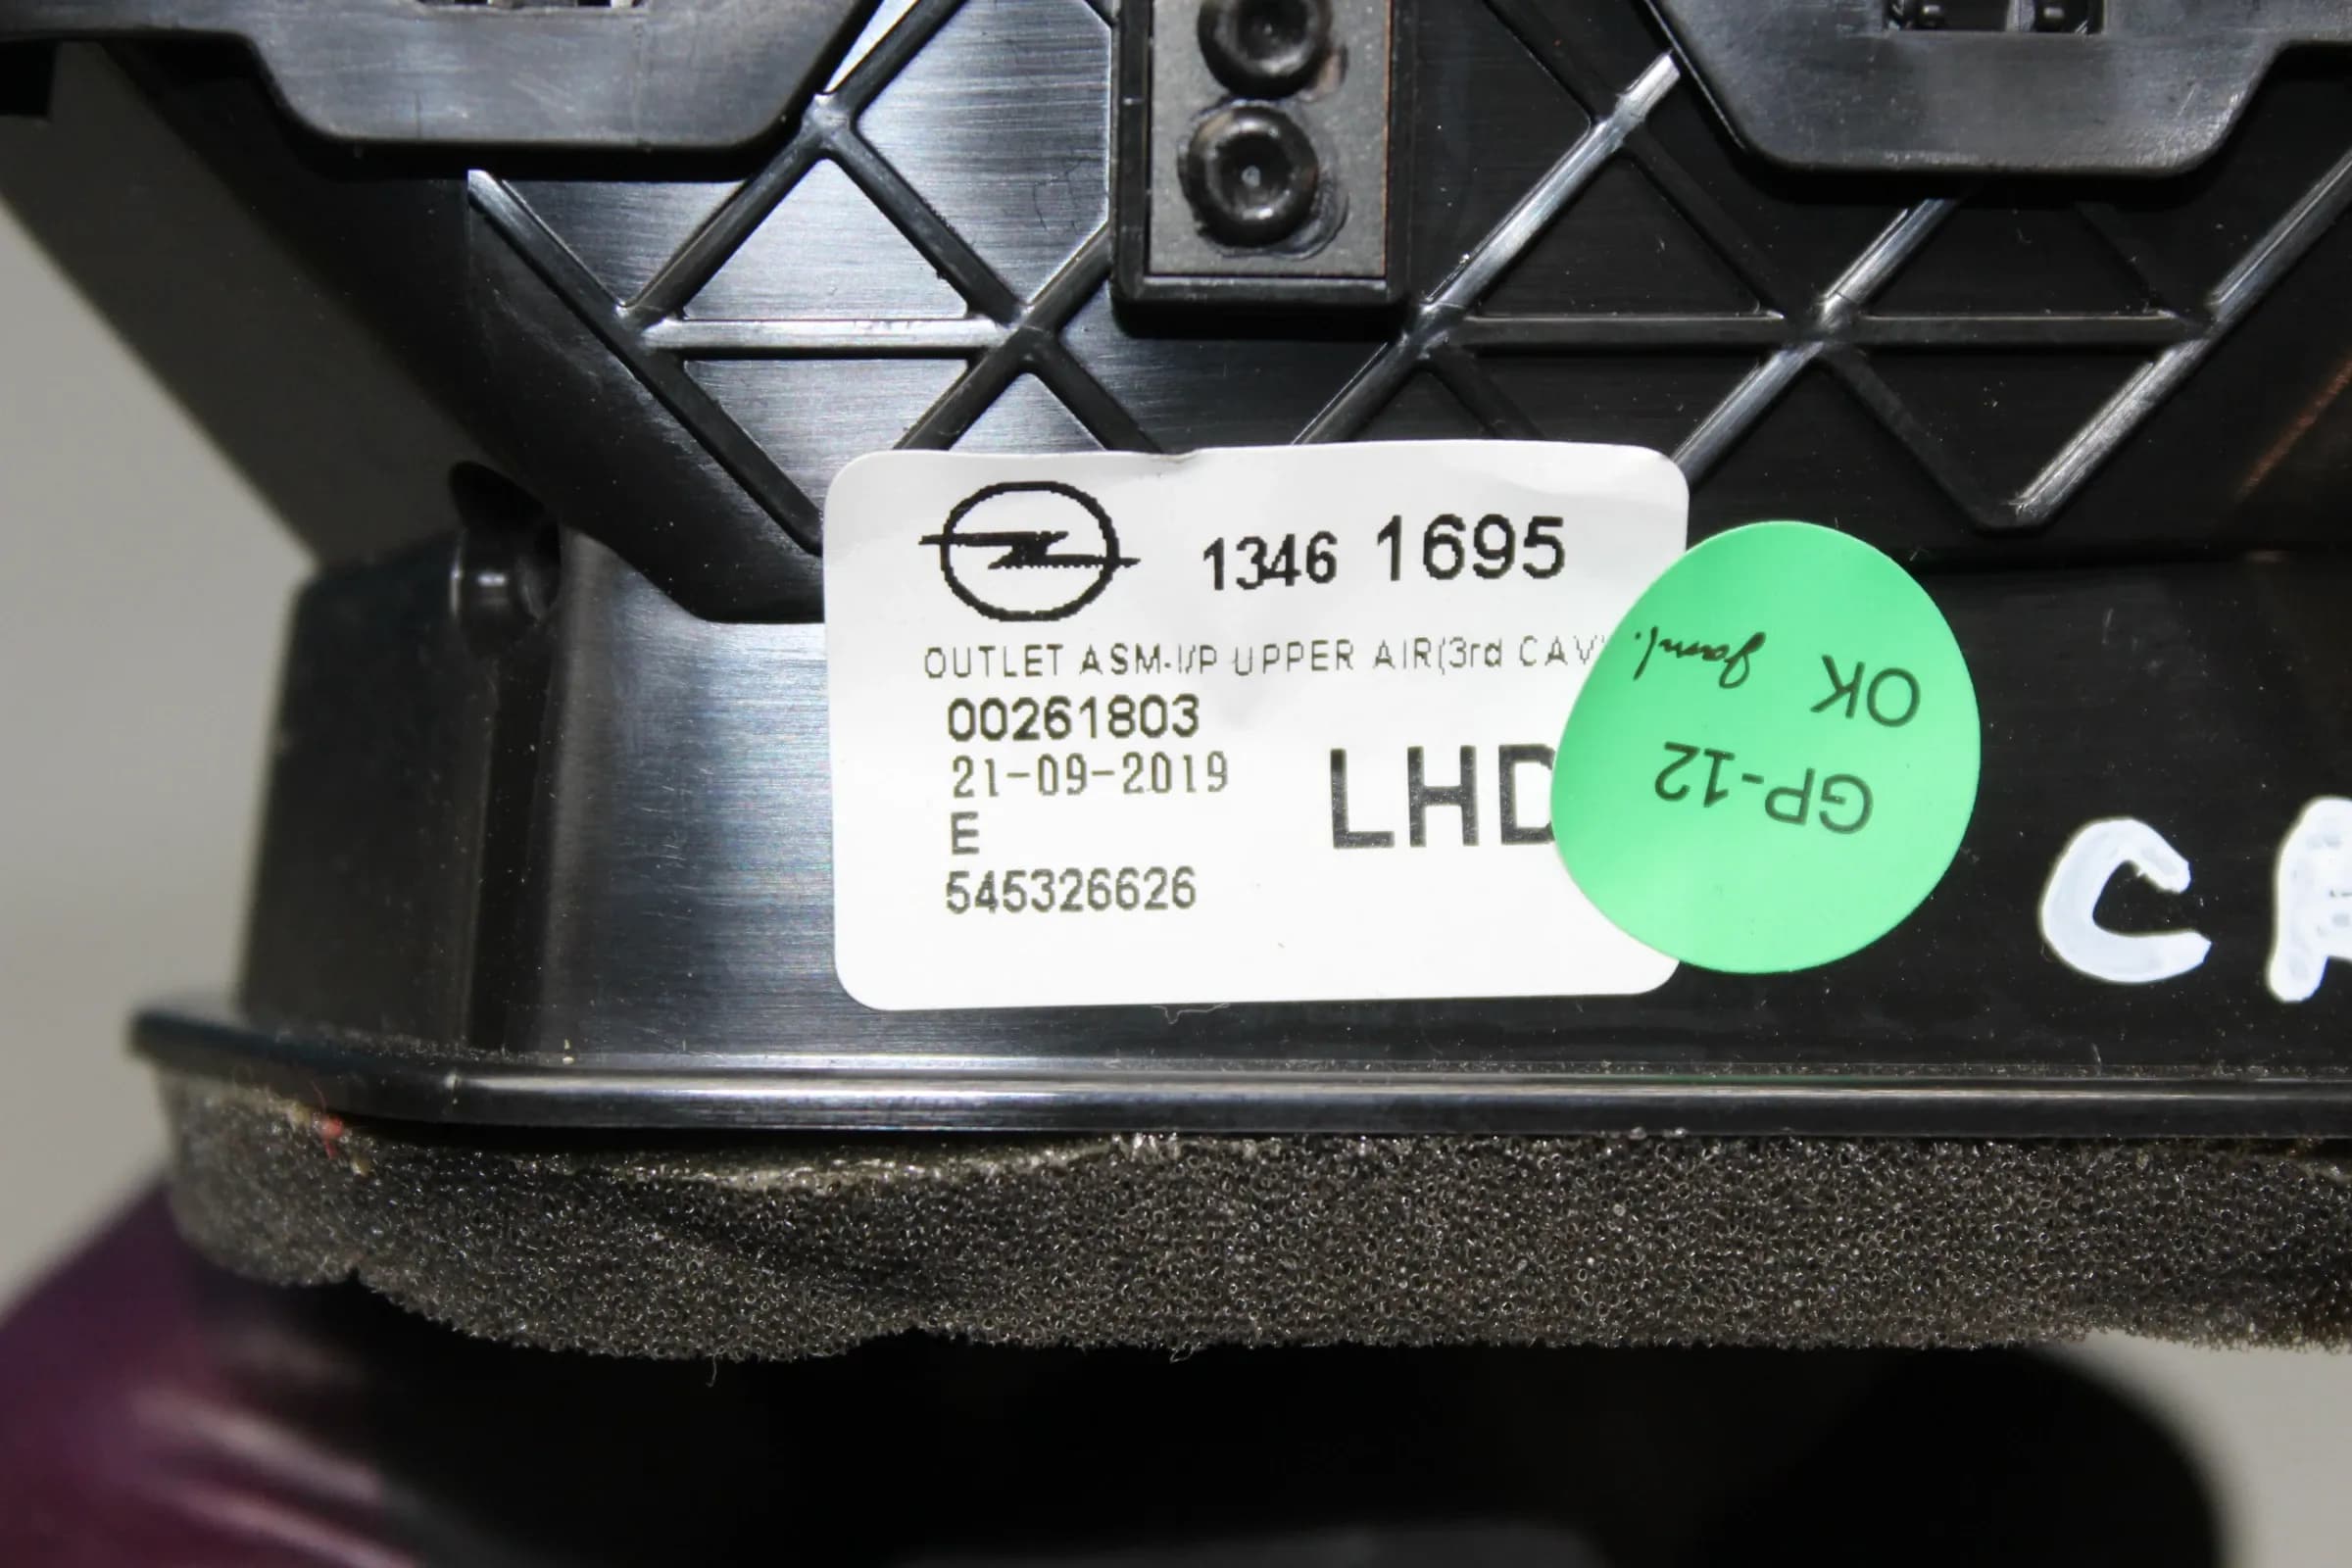 1346 1695
OUTLET ASM-I/P UPPER AIR(3rd CAV
00261803
21-09-2019
E
LHD
545326626
GP-12
OK
C